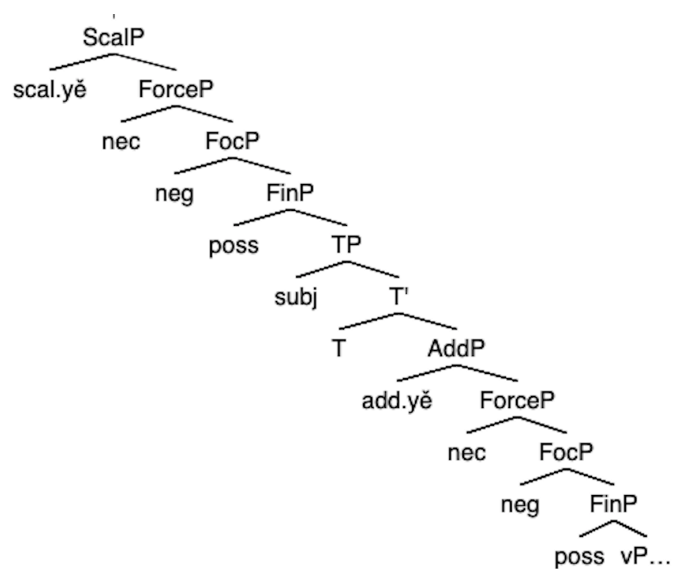 ScalP
scal.yě ForceP
nec FocP
neg FinP
poss TP
subj T'
T AddP
add.yě ForceP
nec FocP
neg FinP
poss vP…